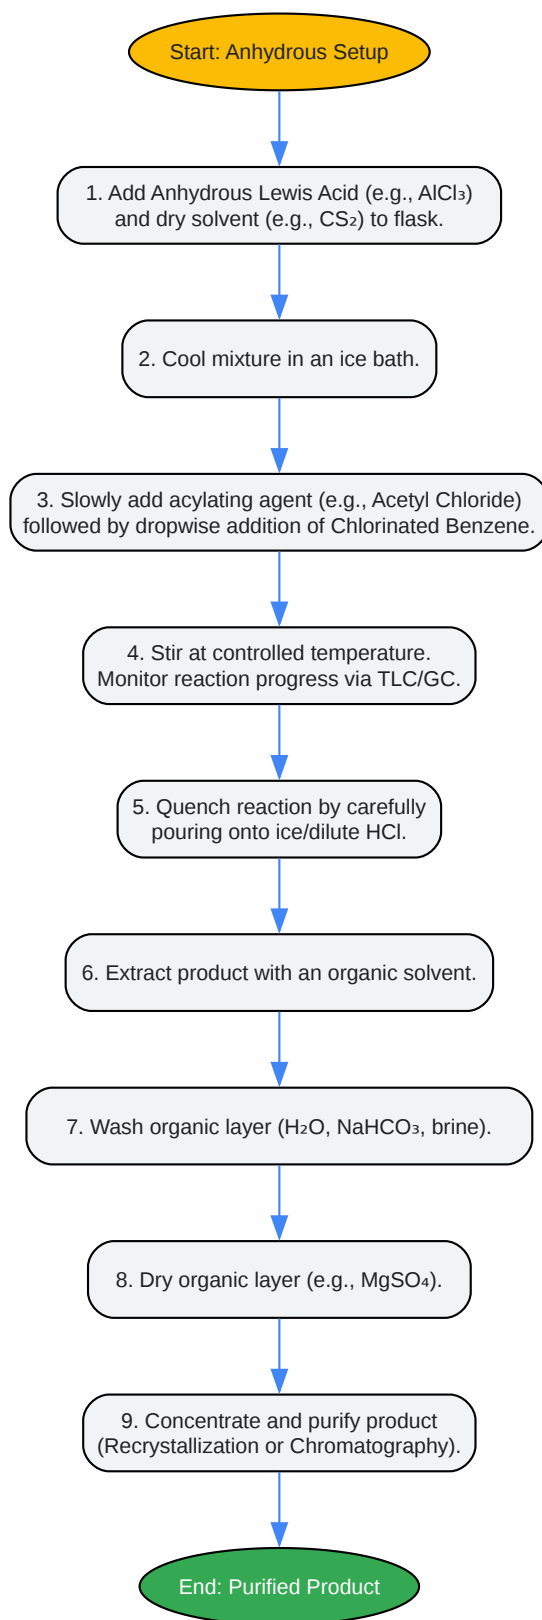 Start: Anhydrous Setup
1. Add Anhydrous Lewis Acid (e.g., AlCl₃)
and dry solvent (e.g., CS₂) to flask.
2. Cool mixture in an ice bath.
3. Slowly add acylating agent (e.g., Acetyl Chloride)
followed by dropwise addition of Chlorinated Benzene.
4. Stir at controlled temperature.
Monitor reaction progress via TLC/GC.
5. Quench reaction by carefully
pouring onto ice/dilute HCl.
6. Extract product with an organic solvent.
7. Wash organic layer (H₂O, NaHCO₃, brine).
8. Dry organic layer (e.g., MgSO₄).
9. Concentrate and purify product
(Recrystallization or Chromatography).
End: Purified Product